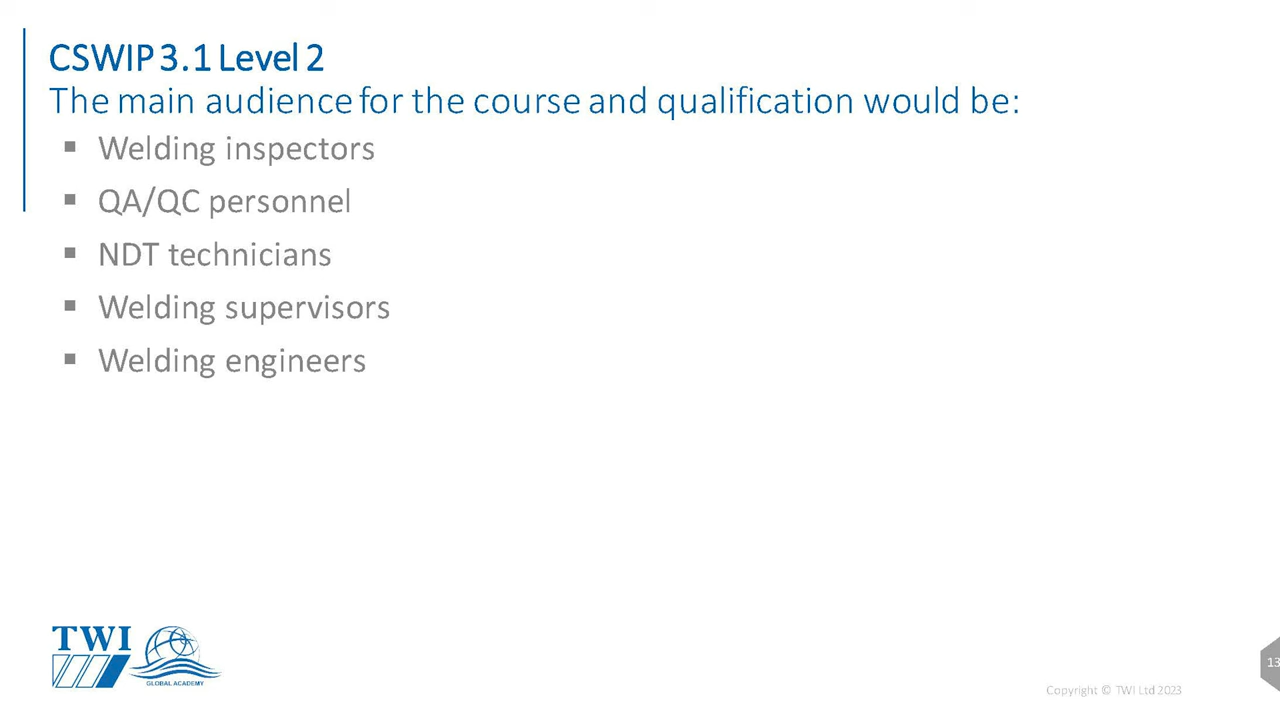 CSWIP 3.1 Level 2
The main audience for the course and qualification would be:
▪ Welding inspectors
▪ QA/QC personnel
▪ NDT technicians
▪ Welding supervisors
▪ Welding engineers
TWI
GLOBAL ACADEMY
13
Copyright © TWI Ltd 2023